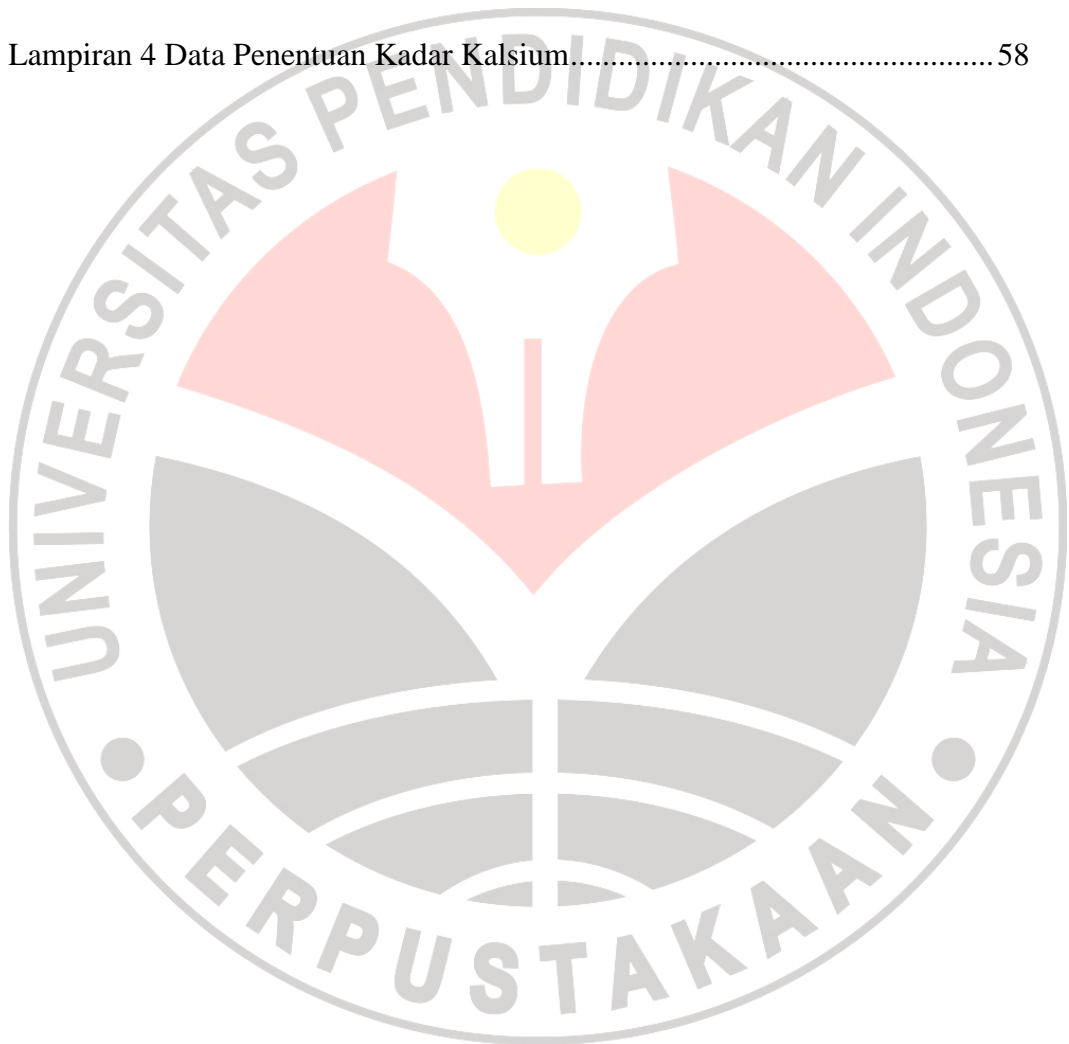 Lampiran 4 Data Penentuan Kadar Kalsium.....................................................58
UNIVERSITAS PENDIDIKAN INDONESIA
PERPUSTAKAAN